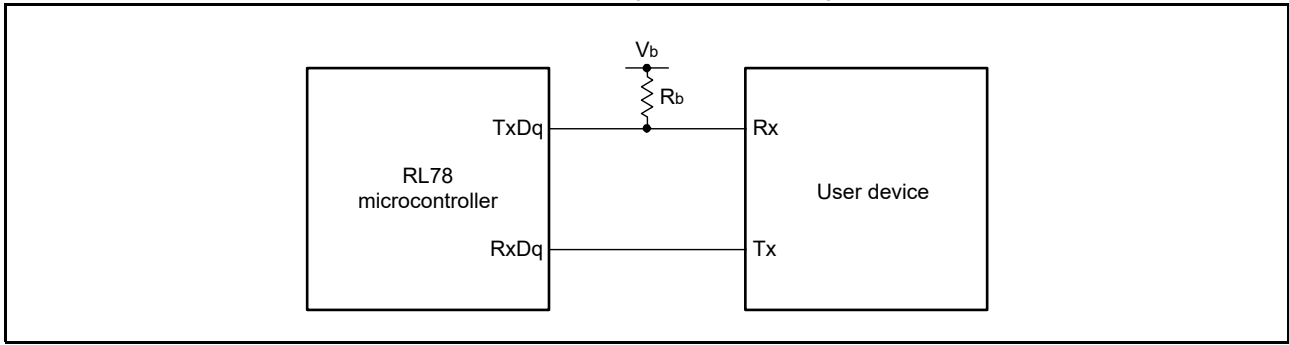 Vb
Rb
TxDq
Rx
RL78
microcontroller
User device
RxDq
Tx